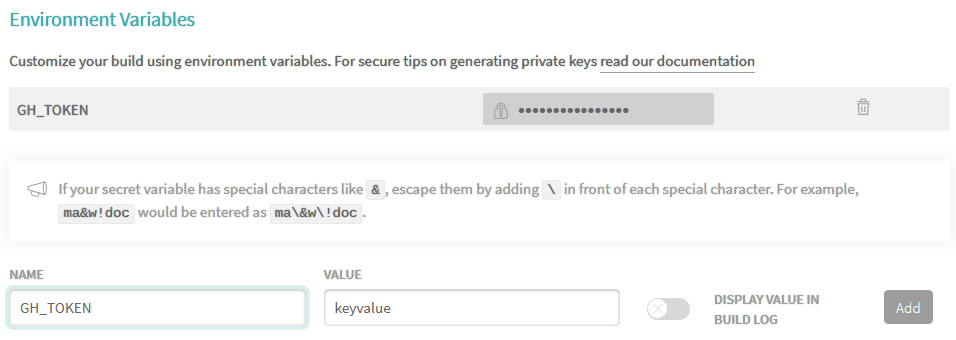 Environment Variables
Customize your build using environment variables. For secure tips on generating private keys read our documentation
GH_TOKEN ••••••••••••••••
If your secret variable has special characters like & , escape them by adding \ in front of each special character. For example,
ma&w!doc would be entered as ma\&w\!doc .
NAME VALUE
GH_TOKEN keyvalue DISPLAY VALUE IN Add
BUILD LOG